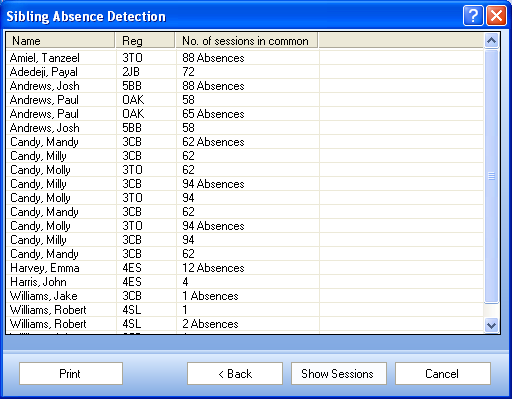 Sibling Absence Detection
Name Reg No. of sessions in common
Amiel, Tanzeel 3TO 88 Absences
Adedeji, Payal 2JB 72
Andrews, Josh 5BB 88 Absences
Andrews, Paul OAK 58
Andrews, Paul OAK 65 Absences
Andrews, Josh 5BB 58
Candy, Mandy 3CB 62 Absences
Candy, Milly 3CB 62
Candy, Molly 3TO 62
Candy, Milly 3CB 94 Absences
Candy, Molly 3TO 94
Candy, Mandy 3CB 62
Candy, Molly 3TO 94 Absences
Candy, Milly 3CB 94
Candy, Mandy 3CB 62
Harvey, Emma 4ES 12 Absences
Harris, John 4ES 4
Williams, Jake 3CB 1 Absences
Williams, Robert 4SL 1
Williams, Robert 4SL 2 Absences
Print < Back Show Sessions Cancel